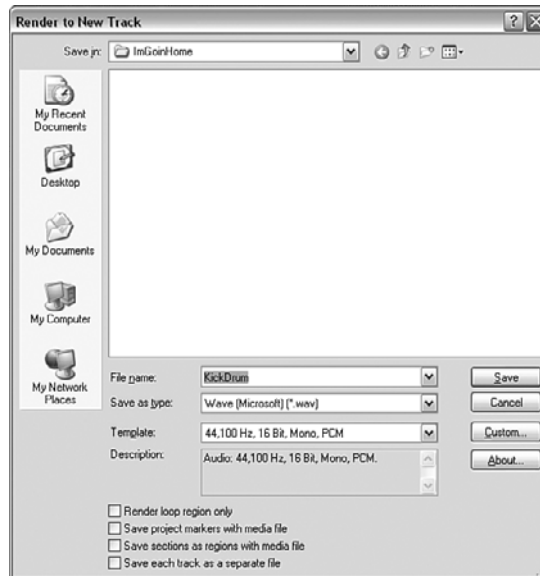 Render to New Track
Save in: ImGoinHome
My Recent
Documents
Desktop
My Documents
My Computer
My Network
Places
File name: KickDrum Save
Save as type: Wave (Microsoft) (*.wav) Cancel
Template: 44,100 Hz, 16 Bit, Mono, PCM Custom...
Description: Audio: 44,100 Hz, 16 Bit, Mono, PCM. About...
Render loop region only
Save project markers with media file
Save sections as regions with media file
Save each track as a separate file